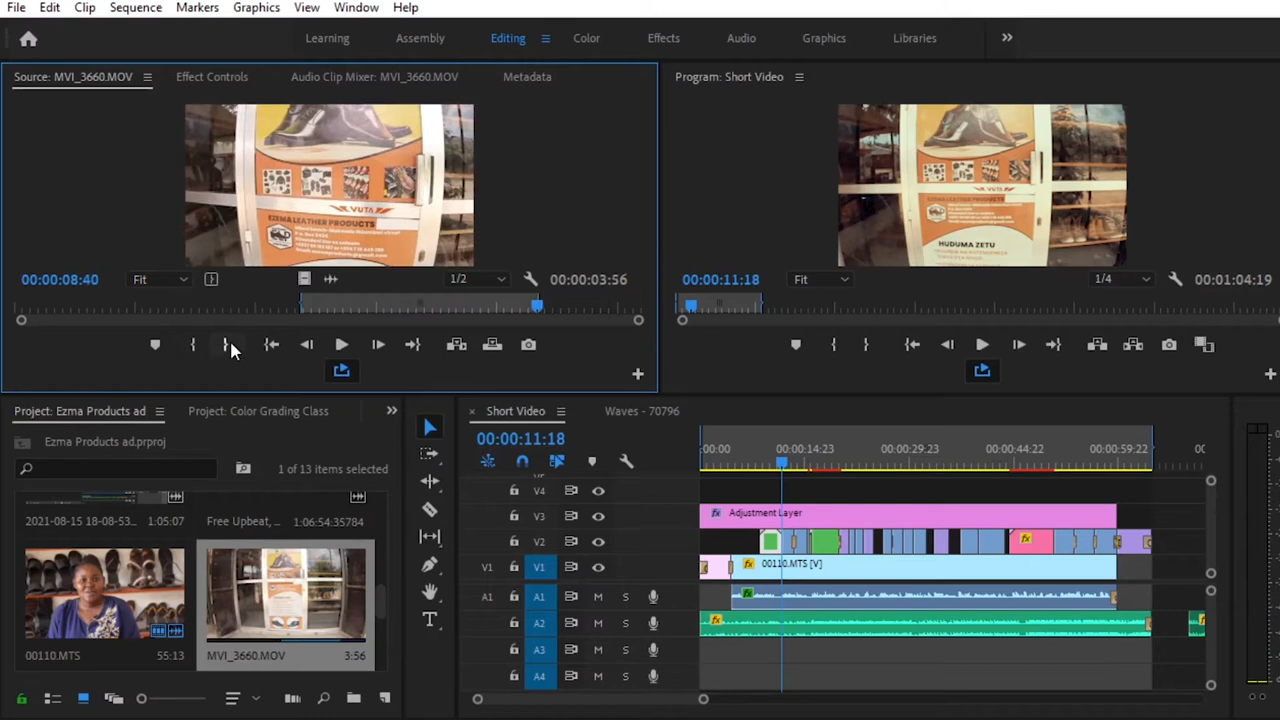 File Edit Clip Sequence Markers Graphics View Window Help
Learning Assembly Editing Color Effects Audio Graphics Libraries
Source: MVI_3660.MOV Effect Controls Audio Clip Mixer: MVI_3660.MOV Metadata
Program: Short Video
VUTA
EZEMA LEATHER PRODUCTS
HUDUMA ZETU
00:00:08:40 Fit 1/2 00:00:03:56
00:00:11:18 Fit 1/4 00:01:04:19
Project: Ezma Products ad Project: Color Grading Class
Ezma Products ad.prproj
1 of 13 items selected
2021-08-15 18-08-53... 1:05:07
Free Upbeat, ... 1:06:54:35784
00110.MTS 55:13
MVI_3660.MOV 3:56
Short Video Waves - 70796
00:00:11:18
:00:00 00:00:14:23 00:00:29:23 00:00:44:22 00:00:59:22 00:
V4
V3 Adjustment Layer
V2
V1 V1 00110.MTS [V]
A1 A1 M S
A2 M S
A3 M S
A4 M S